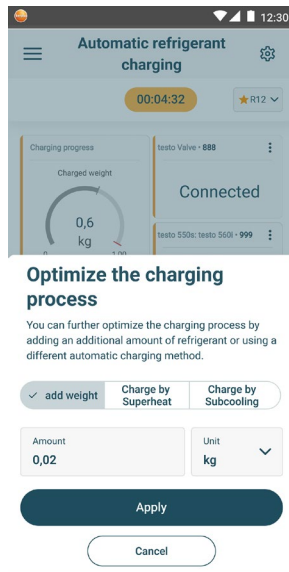 12:30
Automatic refrigerant
charging
00:04:32
R12
Charging progress
Charged weight
0,6
kg
0
1,00
testo Valve • 888
Connected
testo 550s: testo 560i • 999
Optimize the charging
process
You can further optimize the charging process by
adding an additional amount of refrigerant or using a
different automatic charging method.
add weight
Charge by
Superheat
Charge by
Subcooling
Amount
0,02
Unit
kg
Apply
Cancel